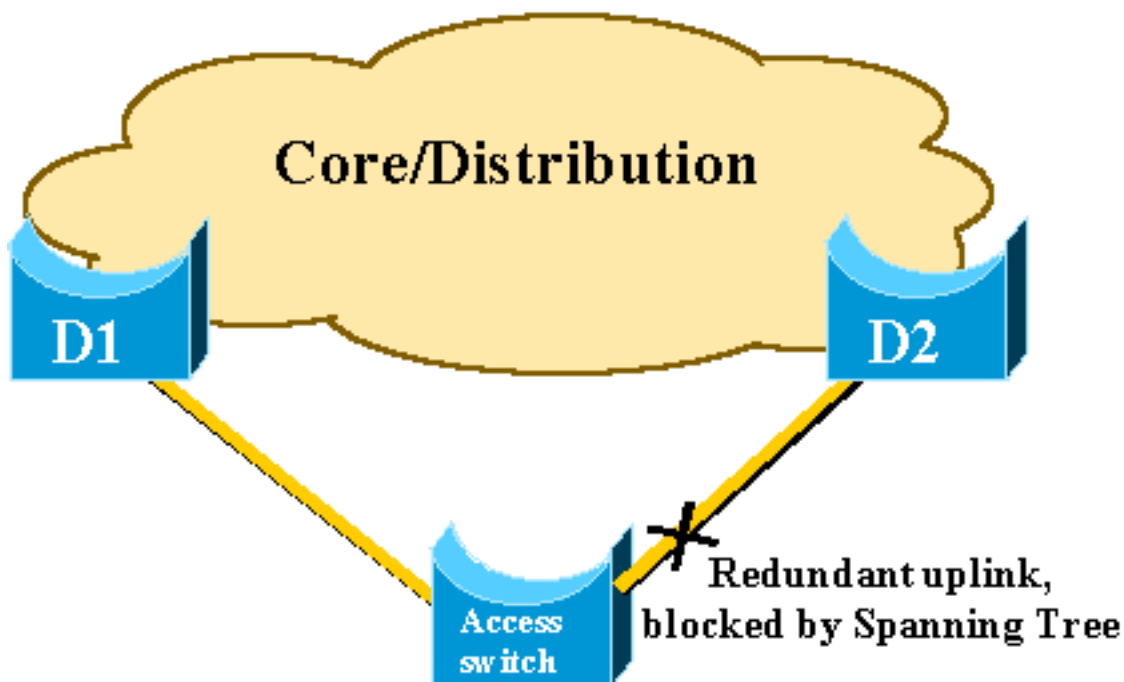 Core/Distribution
D1
D2
Access
switch
Redundant uplink,
blocked by Spanning Tree